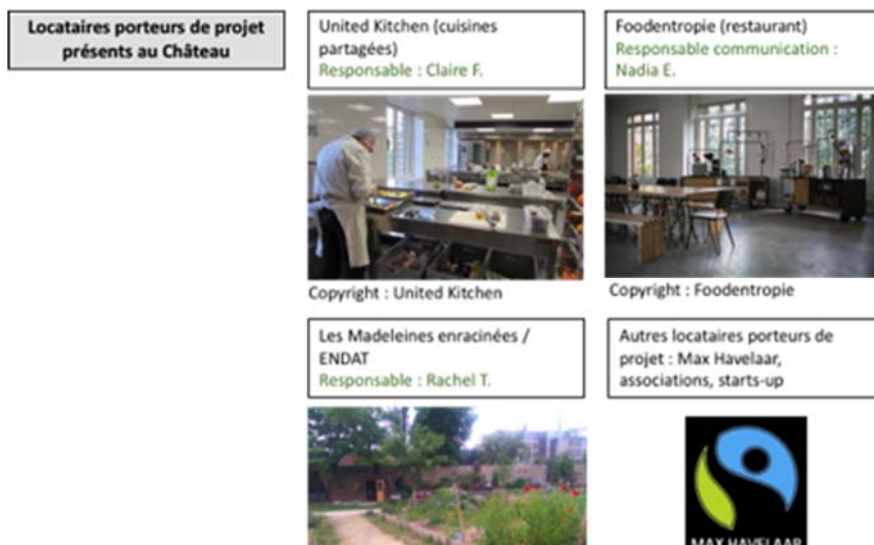 Locataires porteurs de projet
présents au Château
United Kitchen (cuisines
partagées)
Responsable : Claire F.
Foodentropie (restaurant)
Responsable communication :
Nadia E.
Copyright : United Kitchen
Copyright : Foodentropie
Les Madeleines enracinées /
ENDAT
Responsable : Rachel T.
Autres locataires porteurs de
projet : Max Havelaar,
associations, starts-up
MAX HAVELAAR